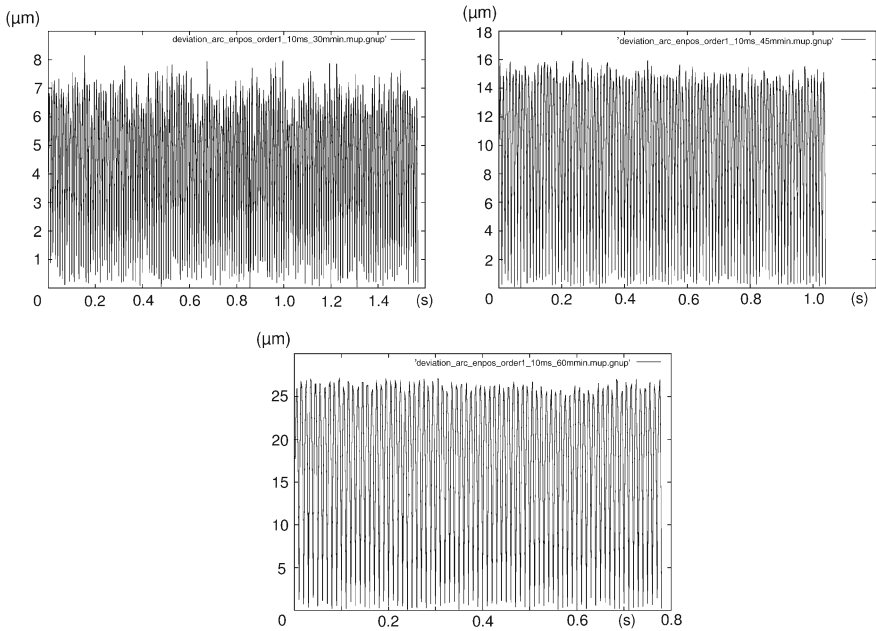 (µm)
deviation_arc_enpos_order1_10ms_30mmin.mup.gnup'
8
7
6
5
4
3
2
1
0
0.2 0.4 0.6 0.8 1.0 1.2 1.4 (s)
(µm)
'deviation_arc_enpos_order1_10ms_45mmin.mup.gnup'
18
16
14
12
10
8
6
4
2
0
0.2 0.4 0.6 0.8 1.0 (s)
(µm)
'deviation_arc_enpos_order1_10ms_60mmin.mup.gnup'
25
20
15
10
5
0
0 0.2 0.4 0.6 (s) 0.8